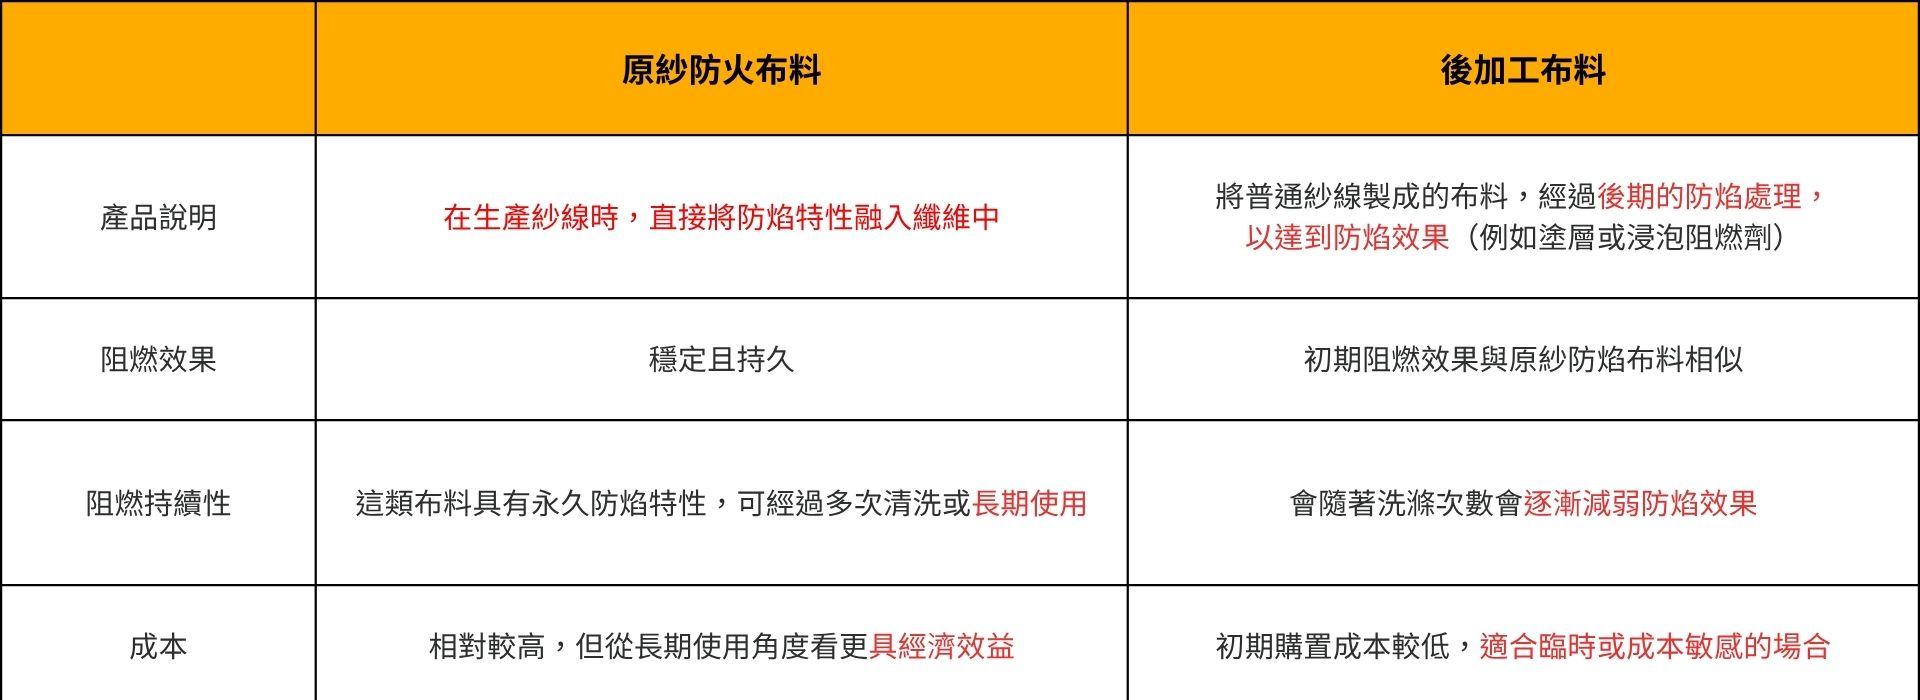 原紗防火布料
後加工布料
產品說明
在生產紗線時，直接將防焰特性融入纖維中
將普通紗線製成的布料，經過後期的防焰處理，
以達到防焰效果（例如塗層或浸泡阻燃劑）
阻燃效果
穩定且持久
初期阻燃效果與原紗防焰布料相似
阻燃持續性
這類布料具有永久防焰特性，可經過多次清洗或長期使用
會隨著洗滌次數會逐漸減弱防焰效果
成本
相對較高，但從長期使用角度看更具經濟效益
初期購置成本較低，適合臨時或成本敏感的場合